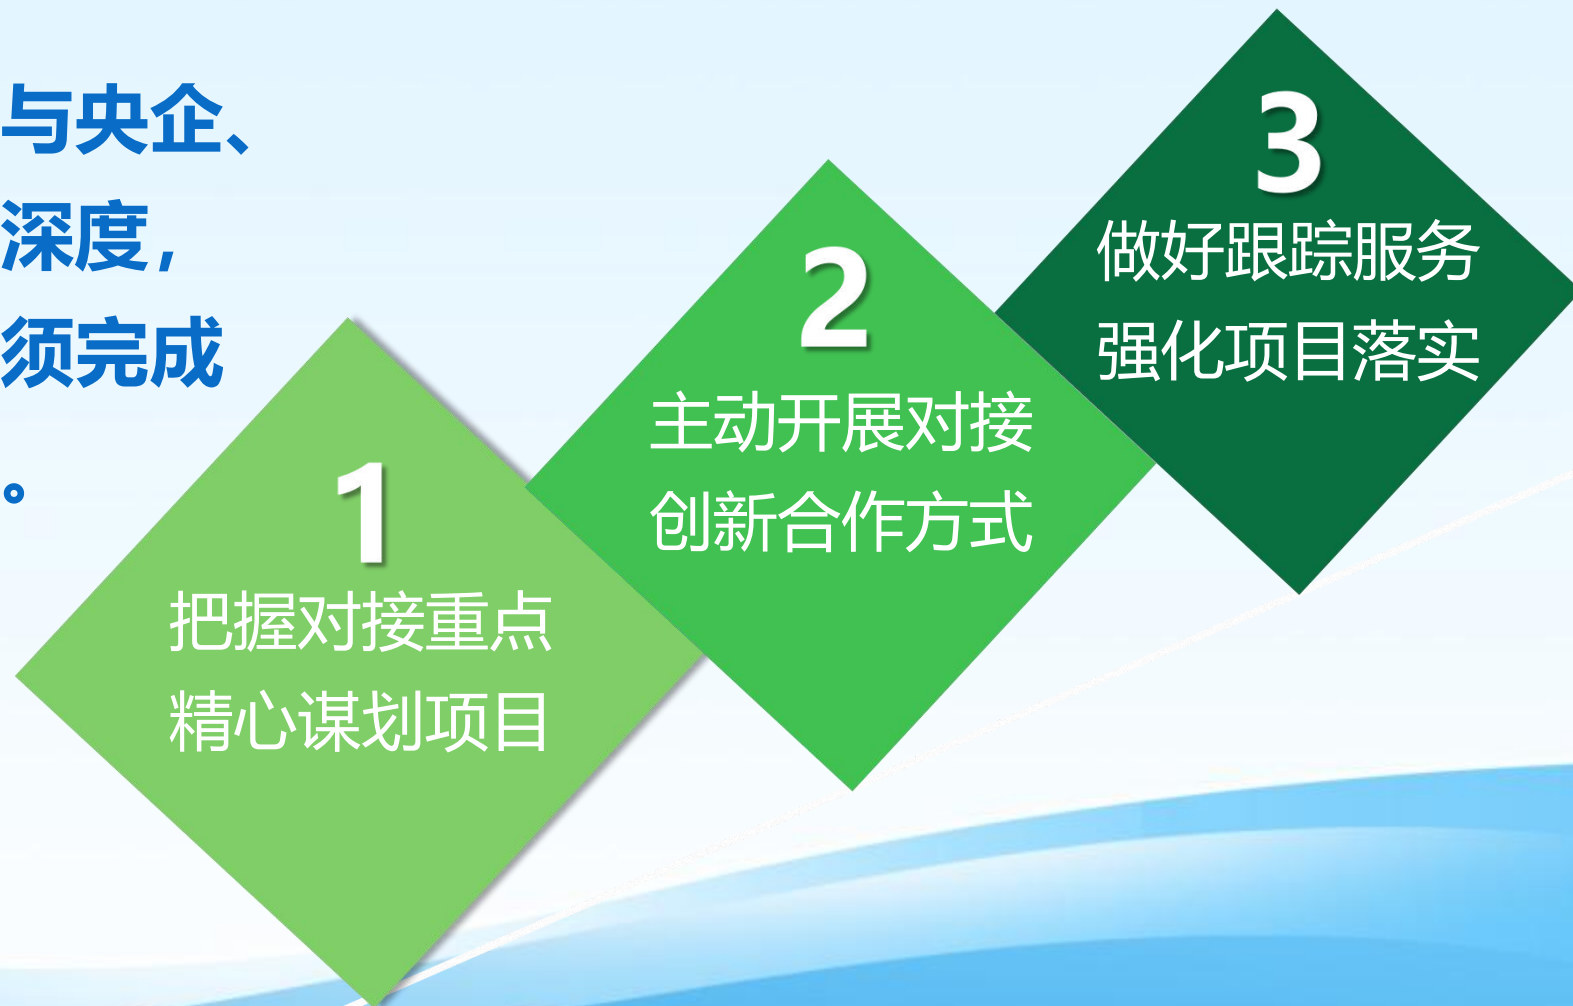 与央企、
深度，
须完成
。
1
把握对接重点
精心谋划项目
2
主动开展对接
创新合作方式
3
做好跟踪服务
强化项目落实